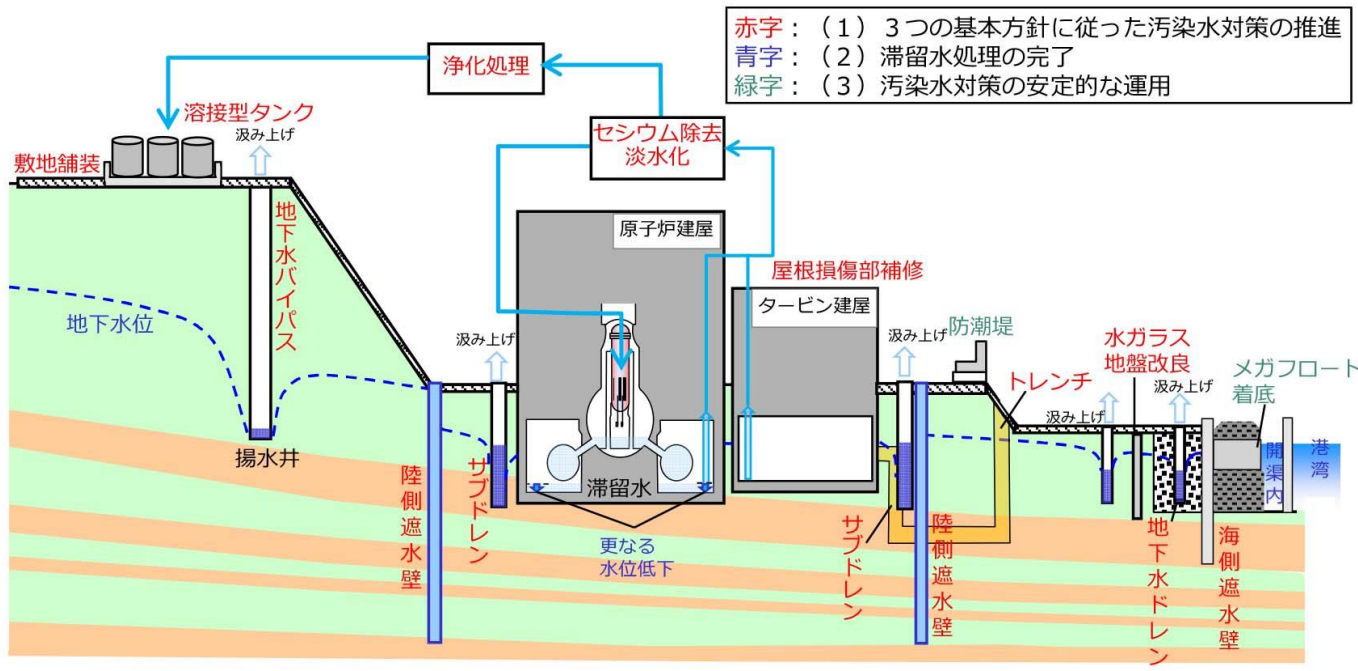 赤字：（１）３つの基本方針に従った汚染水対策の推進
青字：（２）滞留水処理の完了
緑字：（３）汚染水対策の安定的な運用
浄化処理
溶接型タンク
汲み上げ
敷地舗装
セシウム除去
淡水化
地下水バイパス
原子炉建屋
屋根損傷部補修
タービン建屋
地下水位
汲み上げ
汲み上げ
防潮堤
水ガラス
地盤改良
メガフロート
着底
トレンチ
汲み上げ
汲み上げ
揚水井
開渠内
港湾
陸側遮水壁
サブドレン
滞留水
更なる
水位低下
サブドレン
陸側遮水壁
地下水ドレン
海側遮水壁